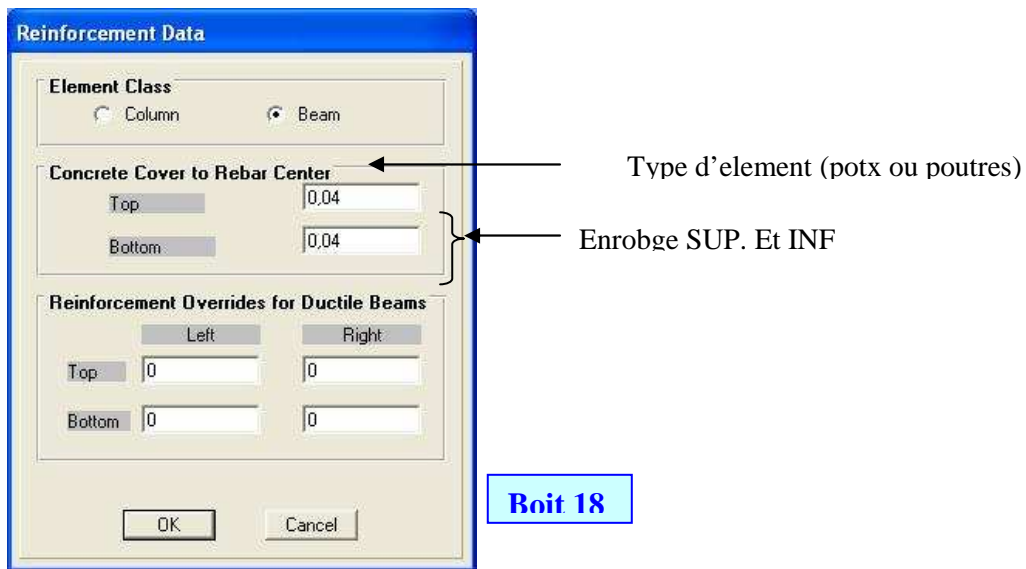 Reinforcement Data
Element Class
Column Beam
Type d'element (potx ou poutres)
Concrete Cover to Rebar Center
Top 0,04
Bottom 0,04
Enrobge SUP. Et INF
Reinforcement Overrides for Ductile Beams
Left Right
Top 0 0
Bottom 0 0
OK Cancel
Boit 18